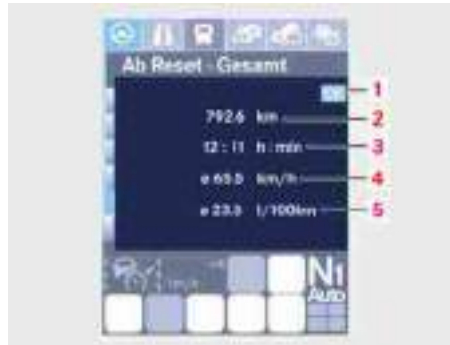 Ab Reset - Gesamt
1
792.6 km 2
12 : 11 h : min 3
ø 65.0 km/h 4
ø 23.5 l/100km 5
N1
Auto